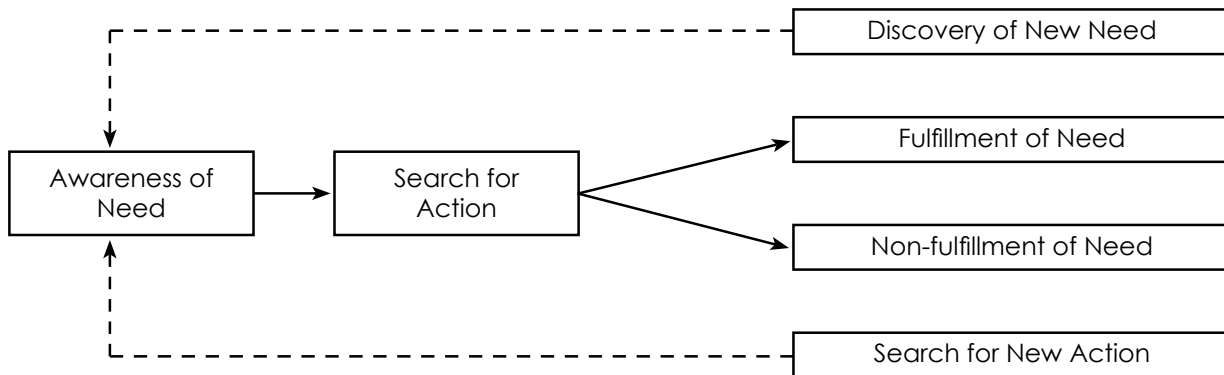 Discovery of New Need
Fulfillment of Need
Awareness of
Need
Search for
Action
Non-fulfillment of Need
Search for New Action